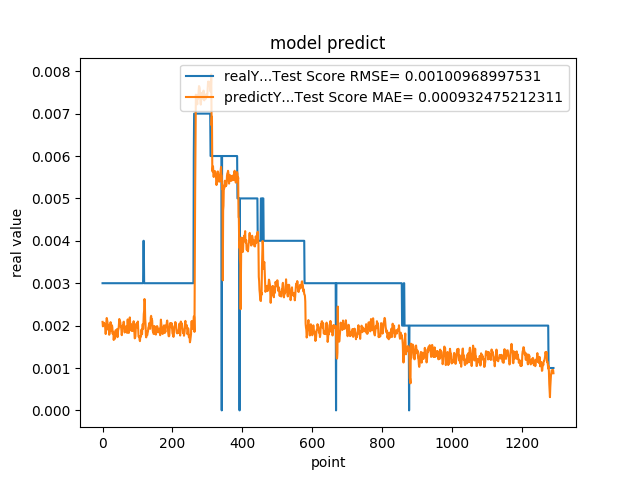 model predict
realY...Test Score RMSE= 0.00100968997531
predictY...Test Score MAE= 0.000932475212311
real value
0.008
0.007
0.006
0.005
0.004
0.003
0.002
0.001
0.000
0 200 400 600 800 1000 1200
point